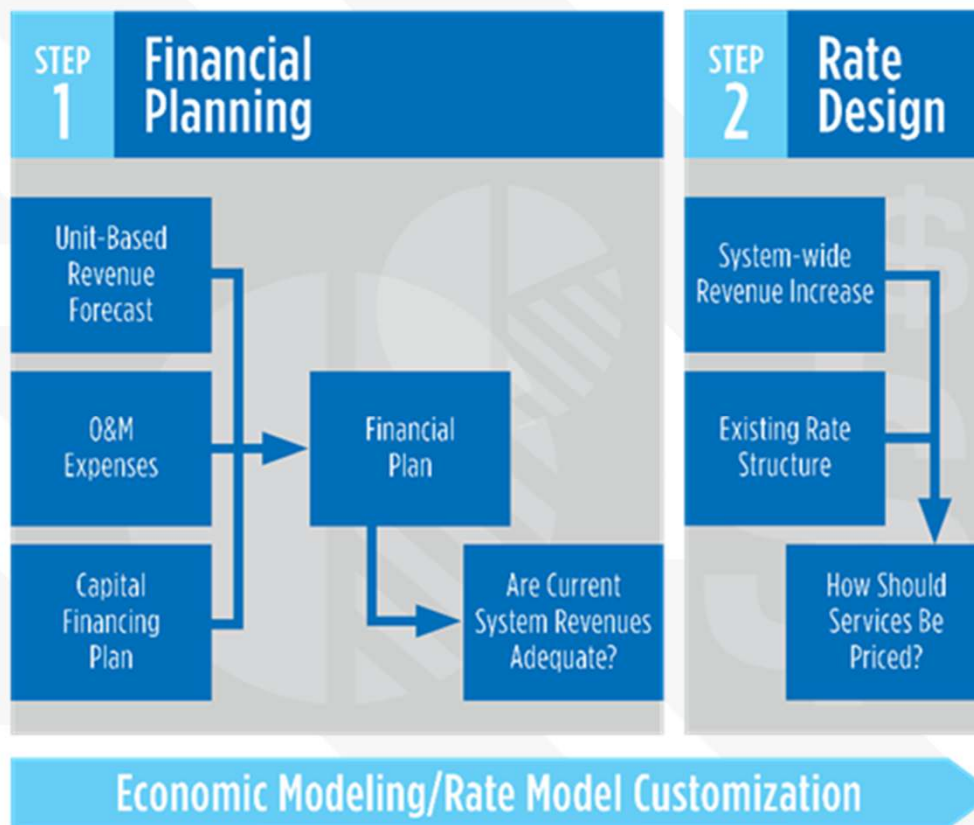 STEP
1
Financial
Planning
Unit-Based
Revenue
Forecast
O&M
Expenses
Capital
Financing
Plan
Financial
Plan
Are Current
System Revenues
Adequate?
STEP
2
Rate
Design
System-wide
Revenue Increase
Existing Rate
Structure
How Should
Services Be
Priced?
Economic Modeling/Rate Model Customization